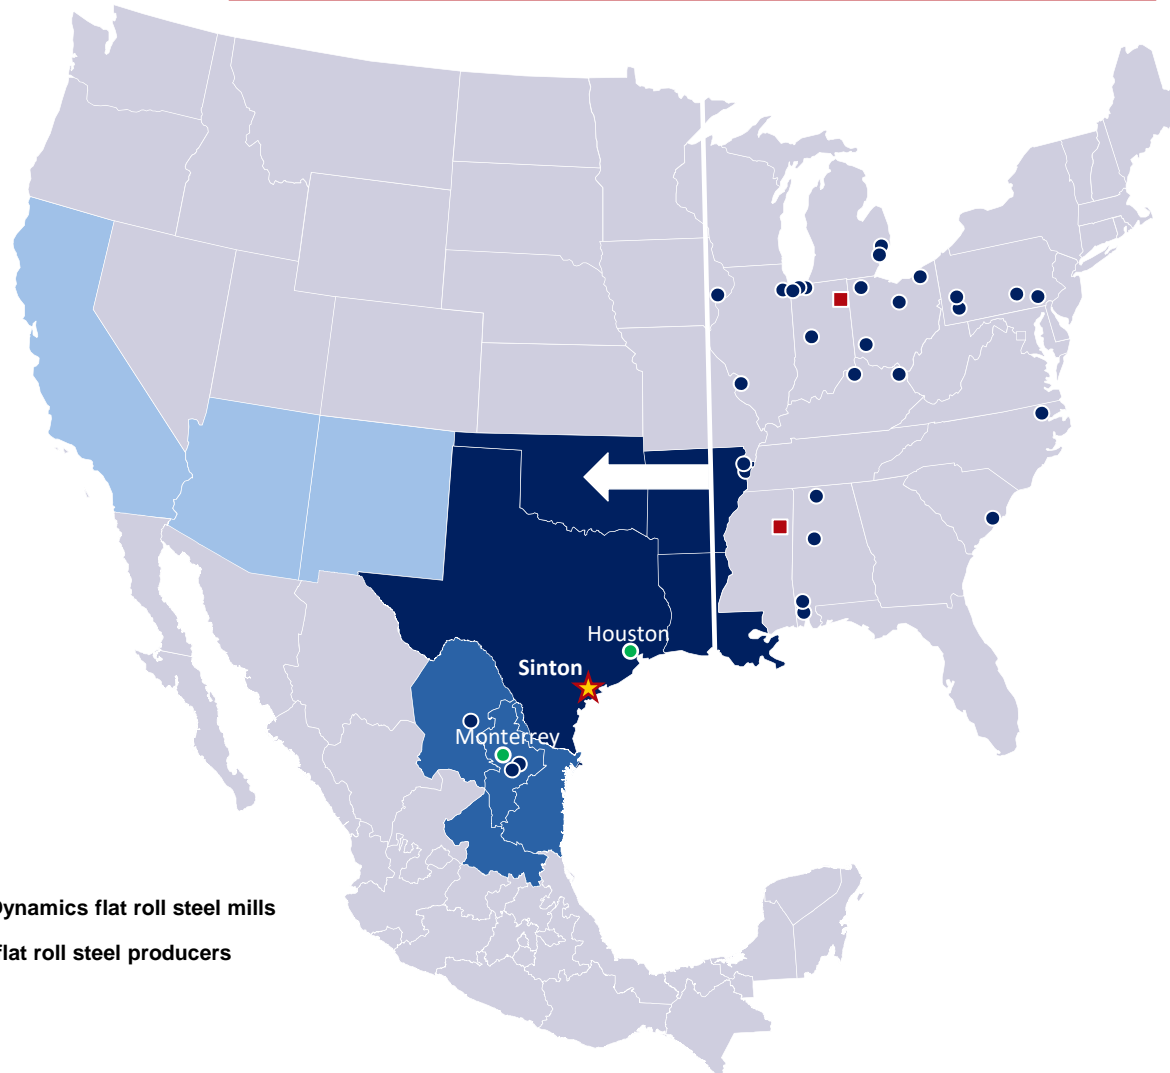 Houston
Sinton
Monterrey
Dynamics flat roll steel mills
flat roll steel producers